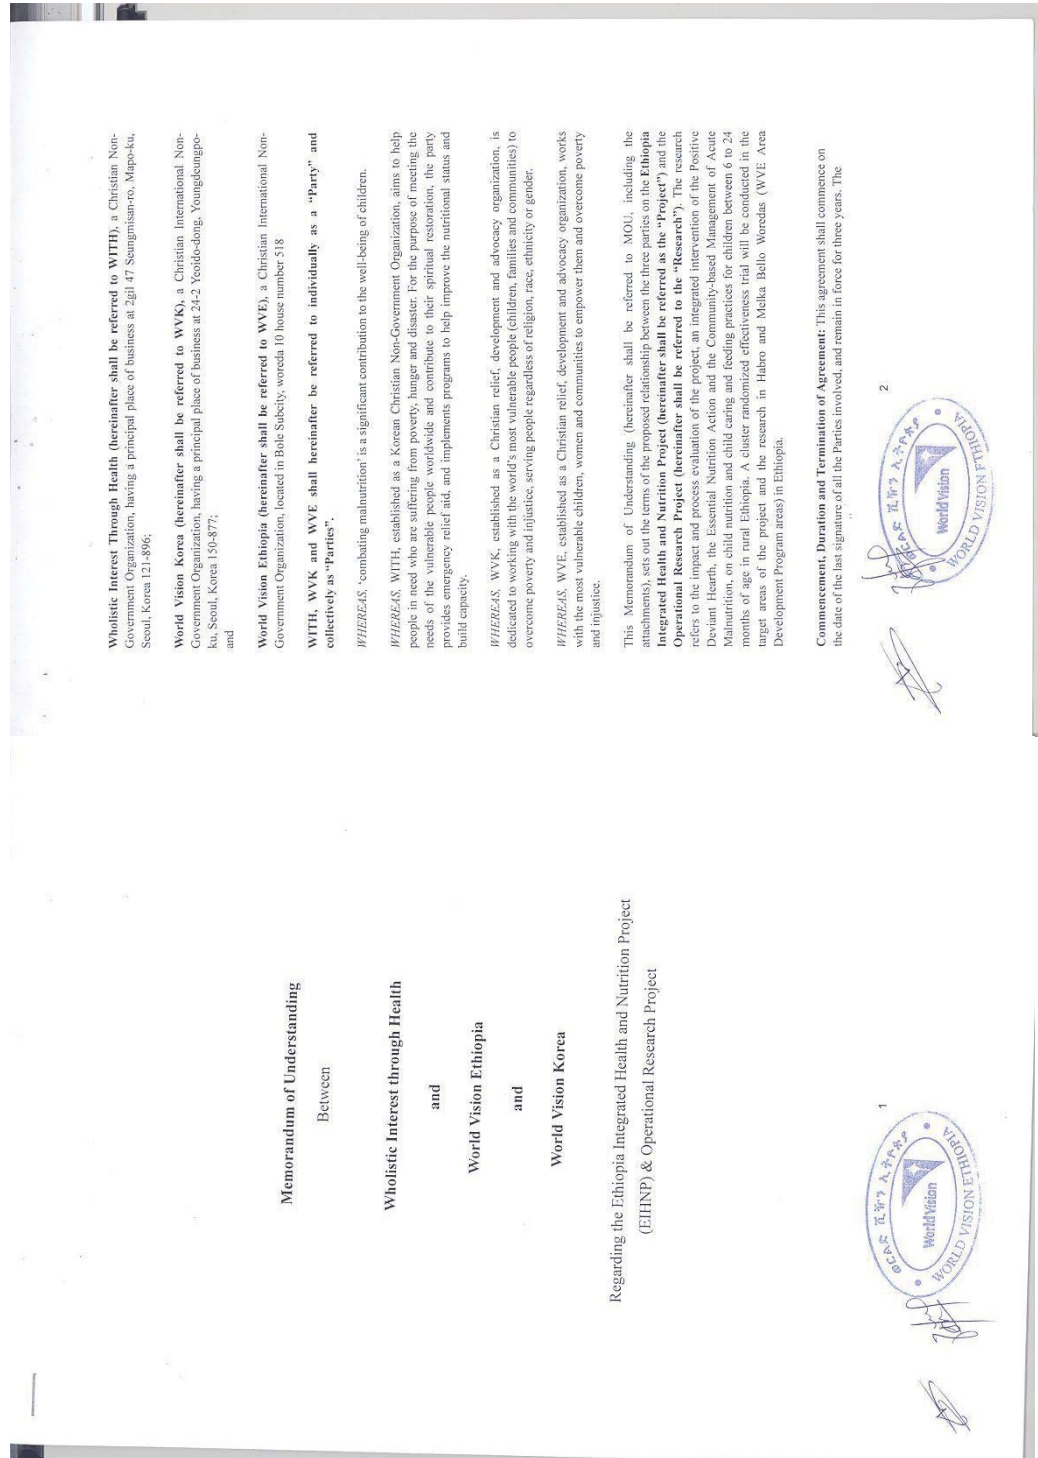 Memorandum of Understanding
Between
Wholistic Interest through Health
and
World Vision Ethiopia
and
World Vision Korea
Regarding the Ethiopia Integrated Health and Nutrition Project
(EIHNP) & Operational Research Project
1
ወርልድ ቪዥን ኢትዮጵያ
World Vision
WORLD VISION ETHIOPIA
Wholistic Interest Through Health (hereinafter shall be referred to WITH), a Christian Non-
Government Organization, having a principal place of business at 2gil 47 Seungmisan-ro, Mapo-ku,
Seoul, Korea 121-896;
World Vision Korea (hereinafter shall be referred to WVK), a Christian International Non-
Government Organization, having a principal place of business at 24-2 Yeoido-dong, Youngdeungpo-
ku, Seoul, Korea 150-877;
and
World Vision Ethiopia (hereinafter shall be referred to WVE), a Christian International Non-
Government Organization, located in Bole Subcity, woreda 10 house number 518
WITH, WVK and WVE shall hereinafter be referred to individually as a “Party” and
collectively as “Parties”.
WHEREAS, ‘combating malnutrition’ is a significant contribution to the well-being of children.
WHEREAS, WITH, established as a Korean Christian Non-Government Organization, aims to help
people in need who are suffering from poverty, hunger and disaster. For the purpose of meeting the
needs of the vulnerable people worldwide and contribute to their spiritual restoration, the party
provides emergency relief aid, and implements programs to help improve the nutritional status and
build capacity.
WHEREAS, WVK, established as a Christian relief, development and advocacy organization, is
dedicated to working with the world's most vulnerable people (children, families and communities) to
overcome poverty and injustice, serving people regardless of religion, race, ethnicity or gender.
WHEREAS, WVE, established as a Christian relief, development and advocacy organization, works
with the most vulnerable children, women and communities to empower them and overcome poverty
and injustice.
This Memorandum of Understanding (hereinafter shall be referred to MOU, including the
attachments), sets out the terms of the proposed relationship between the three parties on the Ethiopia
Integrated Health and Nutrition Project (hereinafter shall be referred as the “Project”) and the
Operational Research Project (hereinafter shall be referred to the “Research”). The research
refers to the impact and process evaluation of the project, an integrated intervention of the Positive
Deviant Hearth, the Essential Nutrition Action and the Community-based Management of Acute
Malnutrition, on child nutrition and child caring and feeding practices for children between 6 to 24
months of age in rural Ethiopia. A cluster randomized effectiveness trial will be conducted in the
target areas of the project and the research in Habro and Melka Bello Woredas (WVE Area
Development Program areas) in Ethiopia.
Commencement, Duration and Termination of Agreement: This agreement shall commence on
the date of the last signature of all the Parties involved, and remain in force for three years. The
2
ወርልድ ቪዥን ኢትዮጵያ
World Vision
WORLD VISION ETHIOPIA